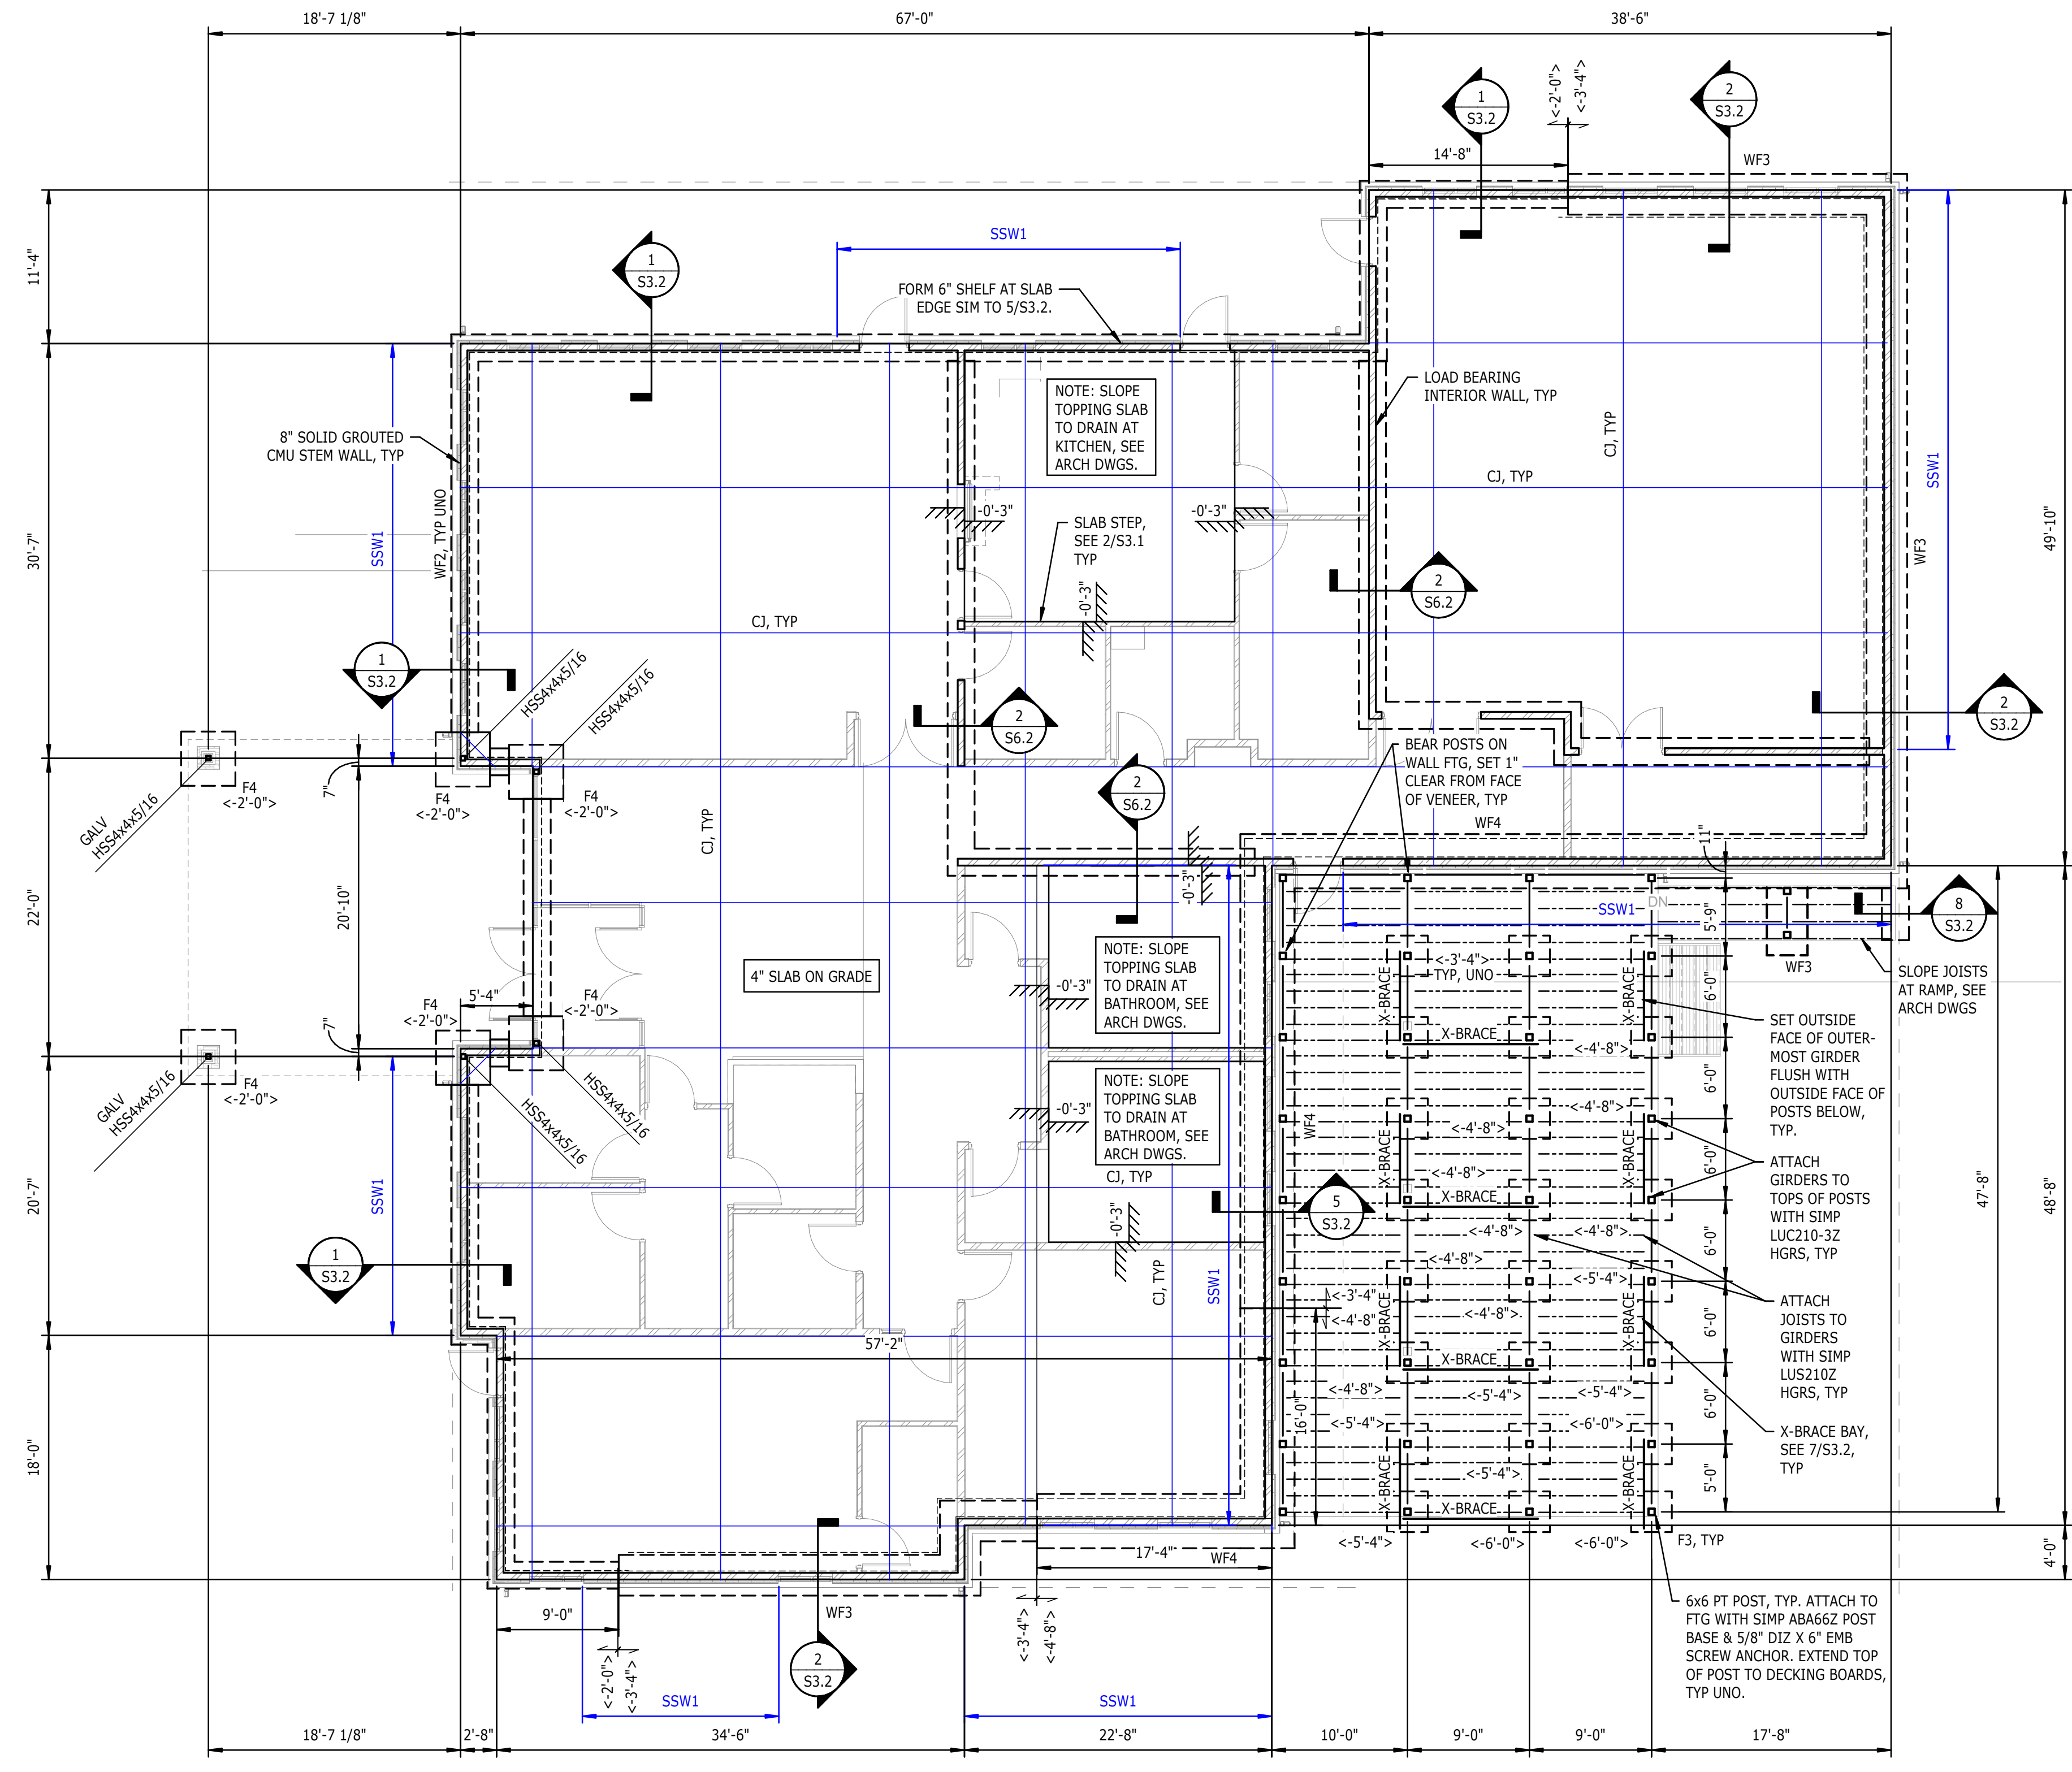 18'-7 1/8"
67'-0"
38'-6"
1
S3.2
<-2'-0">
<-3'-4">
2
S3.2
14'-8"
WF3
11'-4"
SSW1
1
S3.2
FORM 6" SHELF AT SLAB
EDGE SIM TO 5/S3.2.
LOAD BEARING
INTERIOR WALL, TYP
NOTE: SLOPE
TOPPING SLAB
TO DRAIN AT
KITCHEN, SEE
ARCH DWGS.
8" SOLID GROUTED
CMU STEM WALL, TYP
CJ, TYP
CJ, TYP
SSW1
49'-10"
WF2, TYP UNO
SSW1
30'-7"
-0'-3"
-0'-3"
SLAB STEP,
SEE 2/S3.1
TYP
-0'-3"
WF3
2
S6.2
CJ, TYP
1
S3.2
HSS4x4x5/16
HSS4x4x5/16
2
S6.2
2
S3.2
BEAR POSTS ON
WALL FTG, SET 1"
CLEAR FROM FACE
OF VENEER, TYP
2
S6.2
F4
<-2'-0">
7"
F4
<-2'-0">
F4
<-2'-0">
GALV
HSS4x4x5/16
CJ, TYP
WF4
11"
-0'-3"
22'-0"
20'-10"
SSW1
DN
5'-9"
8
S3.2
WF3
SLOPE JOISTS
AT RAMP, SEE
ARCH DWGS
NOTE: SLOPE
TOPPING SLAB
TO DRAIN AT
BATHROOM, SEE
ARCH DWGS.
-0'-3"
4" SLAB ON GRADE
<-3'-4">
TYP, UNO
X-BRACE
X-BRACE
6'-0"
F4
<-2'-0">
5'-4"
F4
<-2'-0">
7"
X-BRACE
<-4'-8">
SET OUTSIDE
FACE OF OUTER-
MOST GIRDER
FLUSH WITH
OUTSIDE FACE OF
POSTS BELOW,
TYP.
F4
<-2'-0">
GALV
HSS4x4x5/16
HSS4x4x5/16
HSS4x4x5/16
NOTE: SLOPE
TOPPING SLAB
TO DRAIN AT
BATHROOM, SEE
ARCH DWGS.
-0'-3"
CJ, TYP
6'-0"
<-4'-8">
<-4'-8">
WF4
X-BRACE
X-BRACE
6'-0"
<-4'-8">
X-BRACE
ATTACH
GIRDERS TO
TOPS OF POSTS
WITH SIMP
LUC210-3Z
HGRS, TYP
47'-8"
48'-8"
20'-7"
SSW1
5
S3.2
-0'-3"
<-4'-8">
<-4'-8">
6'-0"
<-4'-8">
1
S3.2
CJ, TYP
SSW1
<-5'-4">
<-3'-4">
<-4'-8">
<-4'-8">
X-BRACE
X-BRACE
6'-0"
ATTACH
JOISTS TO
GIRDERS
WITH SIMP
LUS210Z
HGRS, TYP
57'-2"
X-BRACE
<-4'-8">
<-5'-4">
<-5'-4">
6'-0"
16'-0"
<-5'-4">
<-6'-0">
X-BRACE BAY,
SEE 7/S3.2,
TYP
18'-0"
<-5'-4">
X-BRACE
X-BRACE
5'-0"
X-BRACE
<-5'-4">
<-6'-0">
<-6'-0">
F3, TYP
4'-0"
17'-4"
WF4
9'-0"
WF3
<-2'-0">
<-3'-4">
2
S3.2
<-3'-4">
<-4'-8">
6x6 PT POST, TYP. ATTACH TO
FTG WITH SIMP ABA66Z POST
BASE & 5/8" DIZ X 6" EMB
SCREW ANCHOR. EXTEND TOP
OF POST TO DECKING BOARDS,
TYP UNO.
SSW1
SSW1
18'-7 1/8"
2'-8"
34'-6"
22'-8"
10'-0"
9'-0"
9'-0"
17'-8"